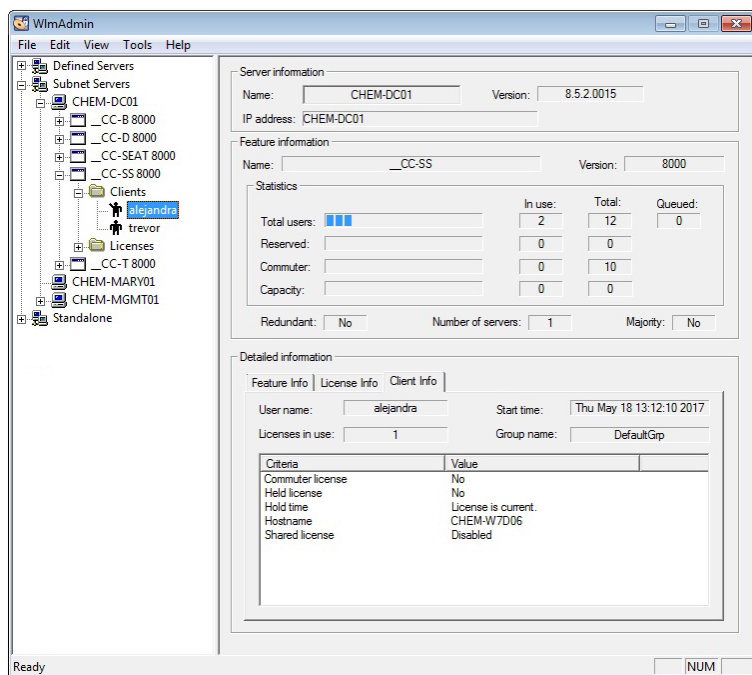 WlmAdmin
File Edit View Tools Help
Defined Servers
Subnet Servers
CHEM-DC01
__CC-B 8000
__CC-D 8000
__CC-SEAT 8000
__CC-SS 8000
Clients
alejandra
trevor
Licenses
__CC-T 8000
CHEM-MARY01
CHEM-MGMT01
Standalone
Server information
Name: CHEM-DC01 Version: 8.5.2.0015
IP address: CHEM-DC01
Feature information
Name: __CC-SS Version: 8000
Statistics
In use: Total: Queued:
Total users: 2 12 0
Reserved: 0 0
Commuter: 0 10
Capacity: 0 0
Redundant: No Number of servers: 1 Majority: No
Detailed information
Feature Info License Info Client Info
User name: alejandra Start time: Thu May 18 13:12:10 2017
Licenses in use: 1 Group name: DefaultGrp
Criteria Value
Commuter license No
Held license No
Hold time License is current.
Hostname CHEM-W7D06
Shared license Disabled
Ready NUM